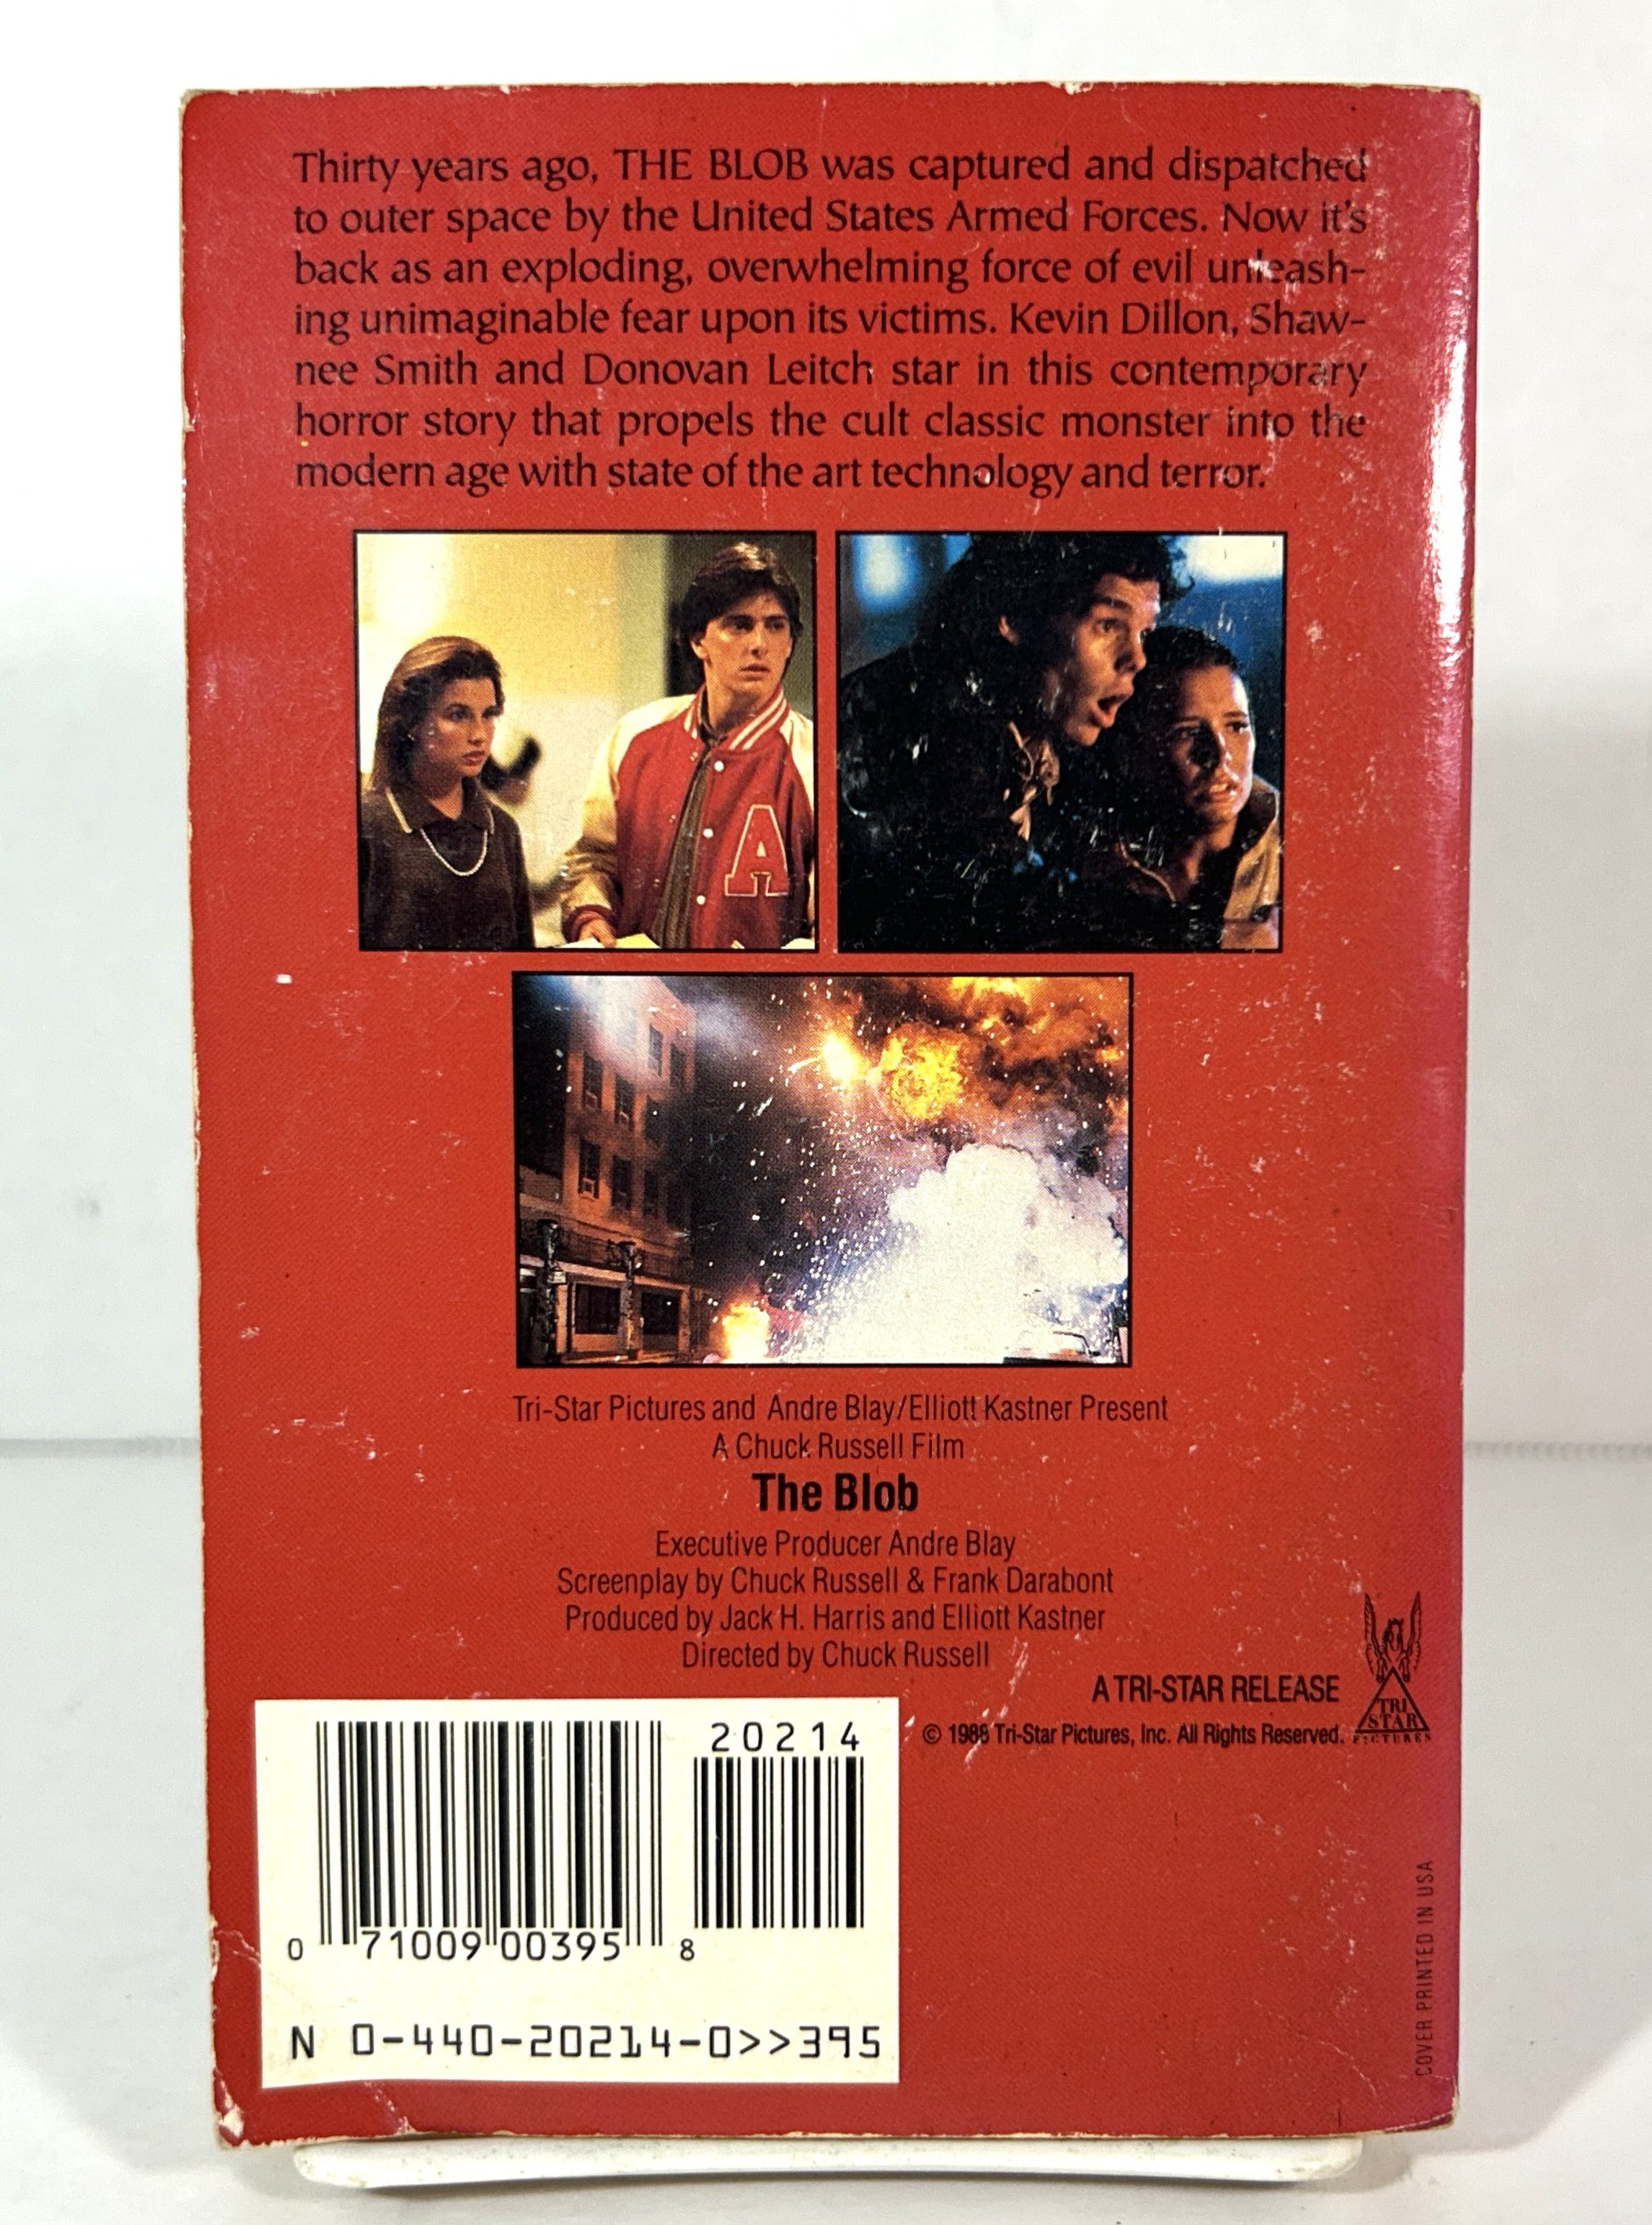 Thirty years ago, THE BLOB was captured and dispatched
to outer space by the United States Armed Forces. Now it's
back as an exploding, overwhelming force of evil unleash-
ing unimaginable fear upon its victims. Kevin Dillon, Shaw-
nee Smith and Donovan Leitch star in this contemporary
horror story that propels the cult classic monster into the
modern age with state of the art technology and terror.
A
Tri-Star Pictures and Andre Blay/Elliott Kastner Present
A Chuck Russell Film
The Blob
Executive Producer Andre Blay
Screenplay by Chuck Russell & Frank Darabont
Produced by Jack H. Harris and Elliott Kastner
Directed by Chuck Russell
A TRI-STAR RELEASE
© 1988 Tri-Star Pictures, Inc. All Rights Reserved.
TRI
STAR
PICTURES
20214
0 71009 00395 8
N 0-440-20214-0>>395
COVER PRINTED IN USA